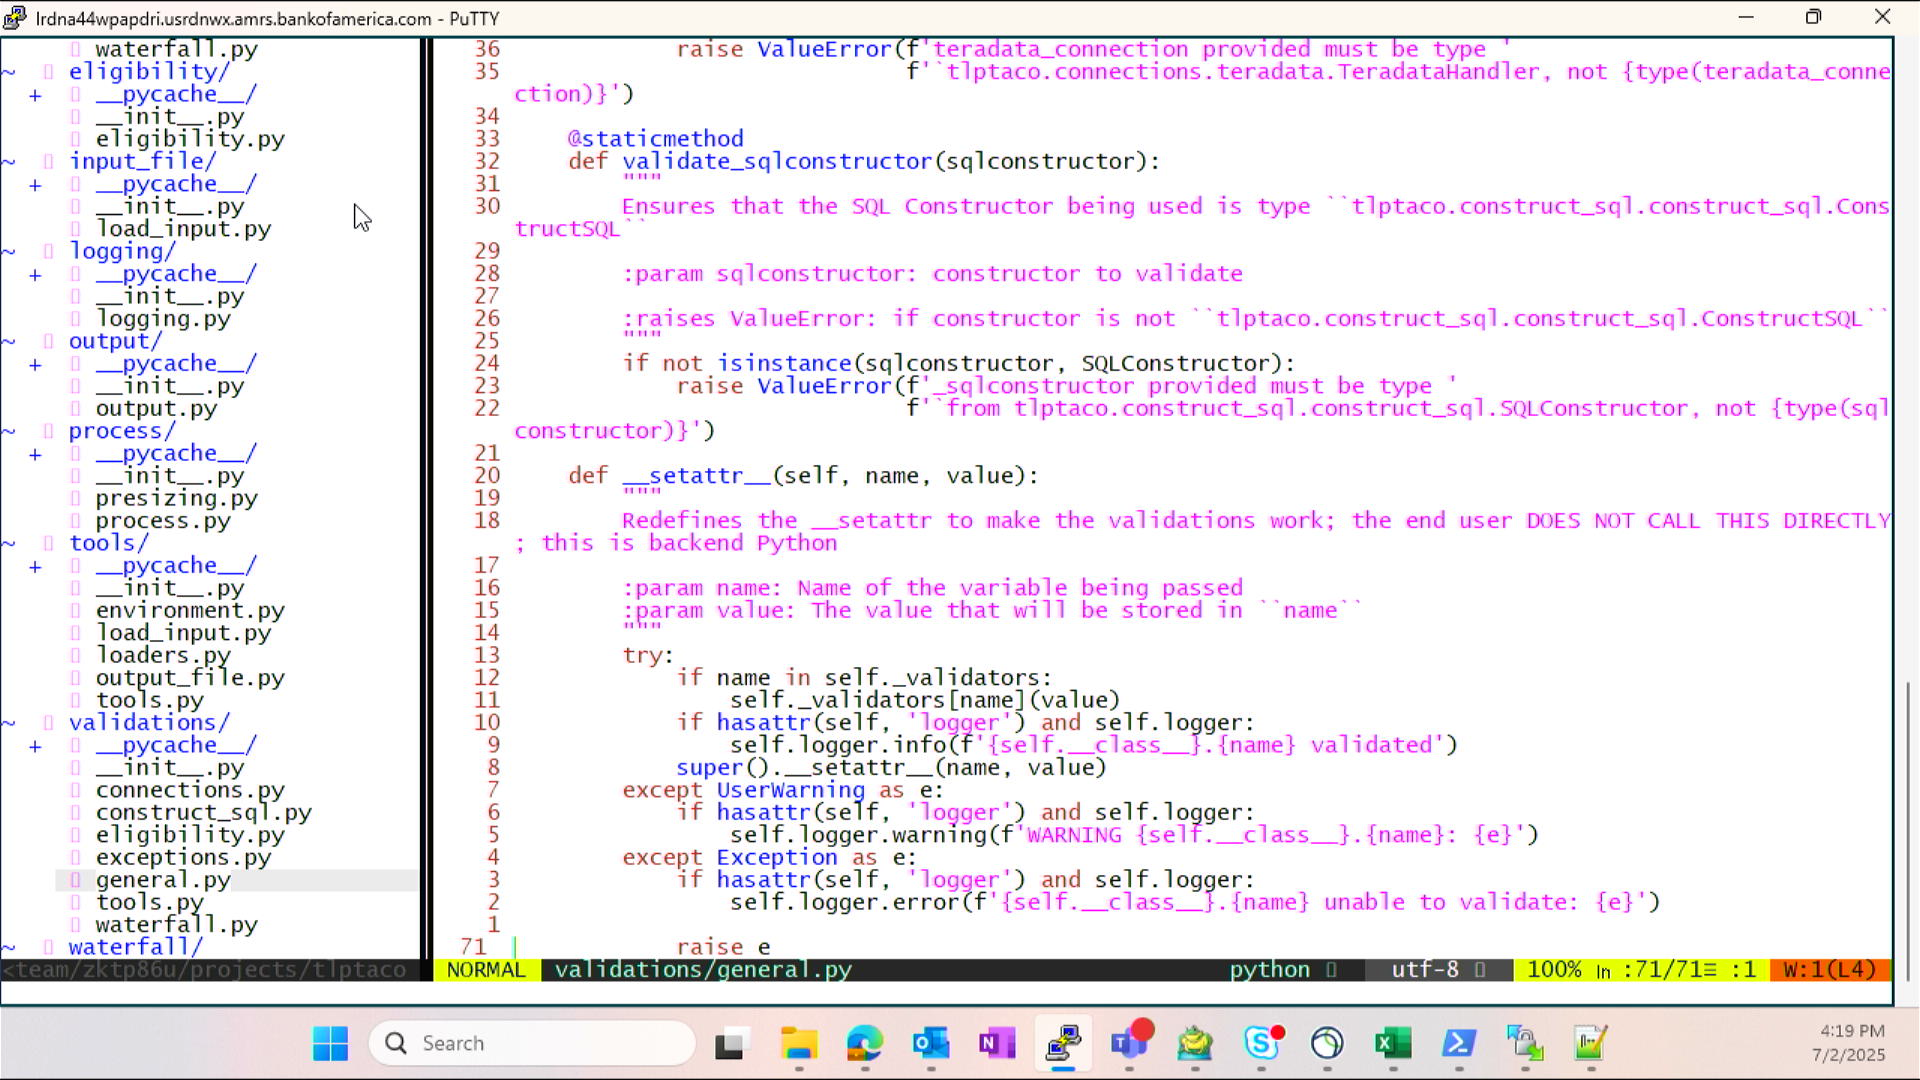 lrdna44wpapdri.usrdnwx.amrs.bankofamerica.com - PuTTY
waterfall.py
~ eligibility/
+ __pycache__/
__init__.py
eligibility.py
~ input_file/
+ __pycache__/
__init__.py
load_input.py
~ logging/
+ __pycache__/
__init__.py
logging.py
~ output/
+ __pycache__/
__init__.py
output.py
~ process/
+ __pycache__/
__init__.py
presizing.py
process.py
~ tools/
+ __pycache__/
__init__.py
environment.py
load_input.py
loaders.py
output_file.py
tools.py
~ validations/
+ __pycache__/
__init__.py
connections.py
construct_sql.py
eligibility.py
exceptions.py
general.py
tools.py
waterfall.py
~ waterfall/
<team/zktp86u/projects/tlptaco
36 raise ValueError(f'teradata_connection provided must be type '
35 f'``tlptaco.connections.teradata.TeradataHandler, not {type(teradata_conne
ction)}')
34
33 @staticmethod
32 def validate_sqlconstructor(sqlconstructor):
31 """
30 Ensures that the SQL Constructor being used is type ``tlptaco.construct_sql.construct_sql.Cons
tructSQL``
29
28 :param sqlconstructor: constructor to validate
27
26 :raises ValueError: if constructor is not ``tlptaco.construct_sql.construct_sql.ConstructSQL``
25 """
24 if not isinstance(sqlconstructor, SQLConstructor):
23 raise ValueError(f'_sqlconstructor provided must be type '
22 f'``from tlptaco.construct_sql.construct_sql.SQLConstructor, not {type(sql
constructor)}')
21
20 def __setattr__(self, name, value):
19 """
18 Redefines the __setattr to make the validations work; the end user DOES NOT CALL THIS DIRECTLY
; this is backend Python
17
16 :param name: Name of the variable being passed
15 :param value: The value that will be stored in ``name``
14 """
13 try:
12 if name in self._validators:
11 self._validators[name](value)
10 if hasattr(self, 'logger') and self.logger:
9 self.logger.info(f'{self.__class__}.{name} validated')
8 super().__setattr__(name, value)
7 except UserWarning as e:
6 if hasattr(self, 'logger') and self.logger:
5 self.logger.warning(f'WARNING {self.__class__}.{name}: {e}')
4 except Exception as e:
3 if hasattr(self, 'logger') and self.logger:
2 self.logger.error(f'{self.__class__}.{name} unable to validate: {e}')
1
71 raise e
NORMAL validations/general.py python utf-8 100% ln :71/71≡ :1 W:1(L4)
Search
4:19 PM
7/2/2025